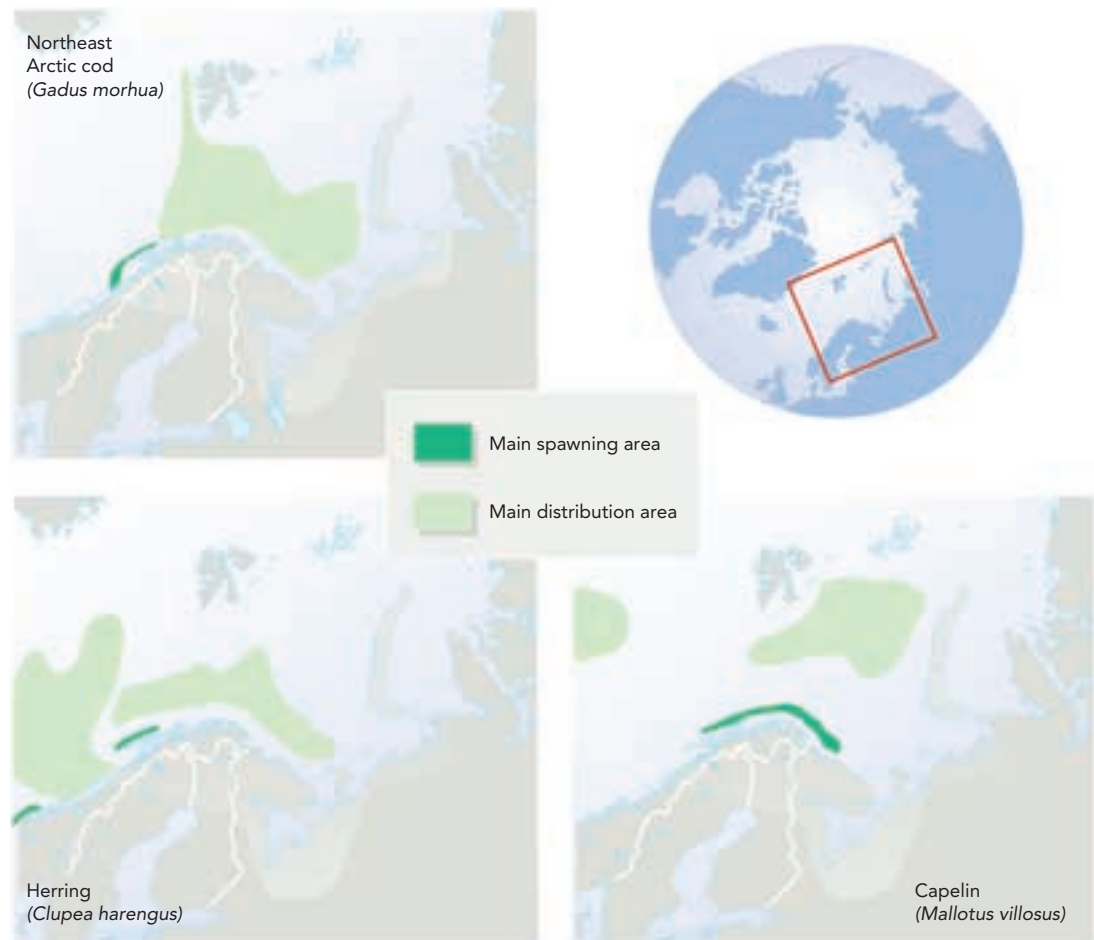 Northeast
Arctic cod
(Gadus morhua)
Main spawning area
Main distribution area
Herring
(Clupea harengus)
Capelin
(Mallotus villosus)